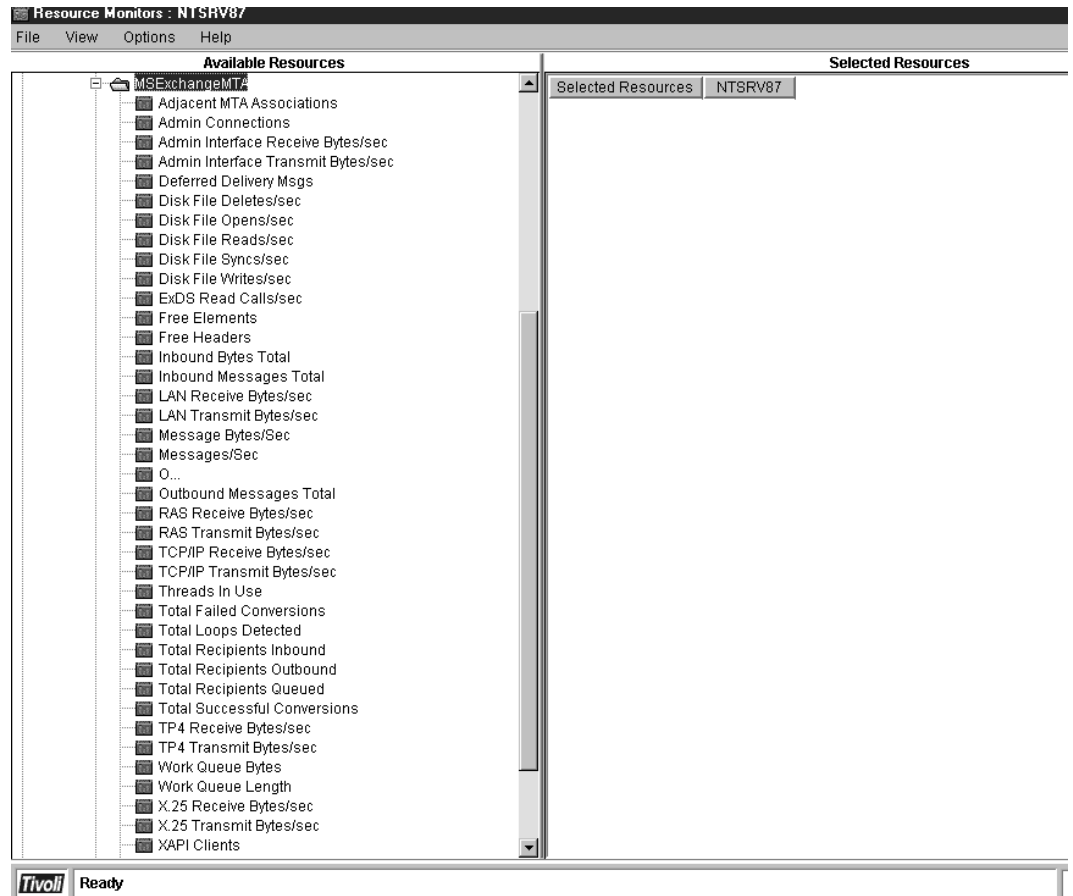 Resource Monitors : NTSRV87
File View Options Help
Available Resources
Selected Resources
MSExchangeMTA
Adjacent MTA Associations
Admin Connections
Admin Interface Receive Bytes/sec
Admin Interface Transmit Bytes/sec
Deferred Delivery Msgs
Disk File Deletes/sec
Disk File Opens/sec
Disk File Reads/sec
Disk File Syncs/sec
Disk File Writes/sec
ExDS Read Calls/sec
Free Elements
Free Headers
Inbound Bytes Total
Inbound Messages Total
LAN Receive Bytes/sec
LAN Transmit Bytes/sec
Message Bytes/Sec
Messages/Sec
O...
Outbound Messages Total
RAS Receive Bytes/sec
RAS Transmit Bytes/sec
TCP/IP Receive Bytes/sec
TCP/IP Transmit Bytes/sec
Threads In Use
Total Failed Conversions
Total Loops Detected
Total Recipients Inbound
Total Recipients Outbound
Total Recipients Queued
Total Successful Conversions
TP4 Receive Bytes/sec
TP4 Transmit Bytes/sec
Work Queue Bytes
Work Queue Length
X.25 Receive Bytes/sec
X.25 Transmit Bytes/sec
XAPI Clients
Selected Resources NTSRV87
Tivoli Ready